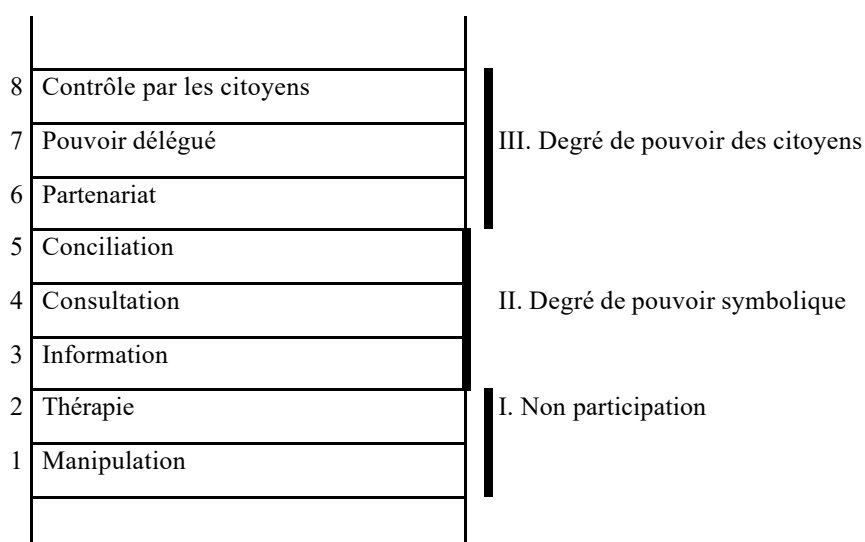 8 Contrôle par les citoyens
7 Pouvoir délégué III. Degré de pouvoir des citoyens
6 Partenariat
5 Conciliation
4 Consultation II. Degré de pouvoir symbolique
3 Information
2 Thérapie I. Non participation
1 Manipulation